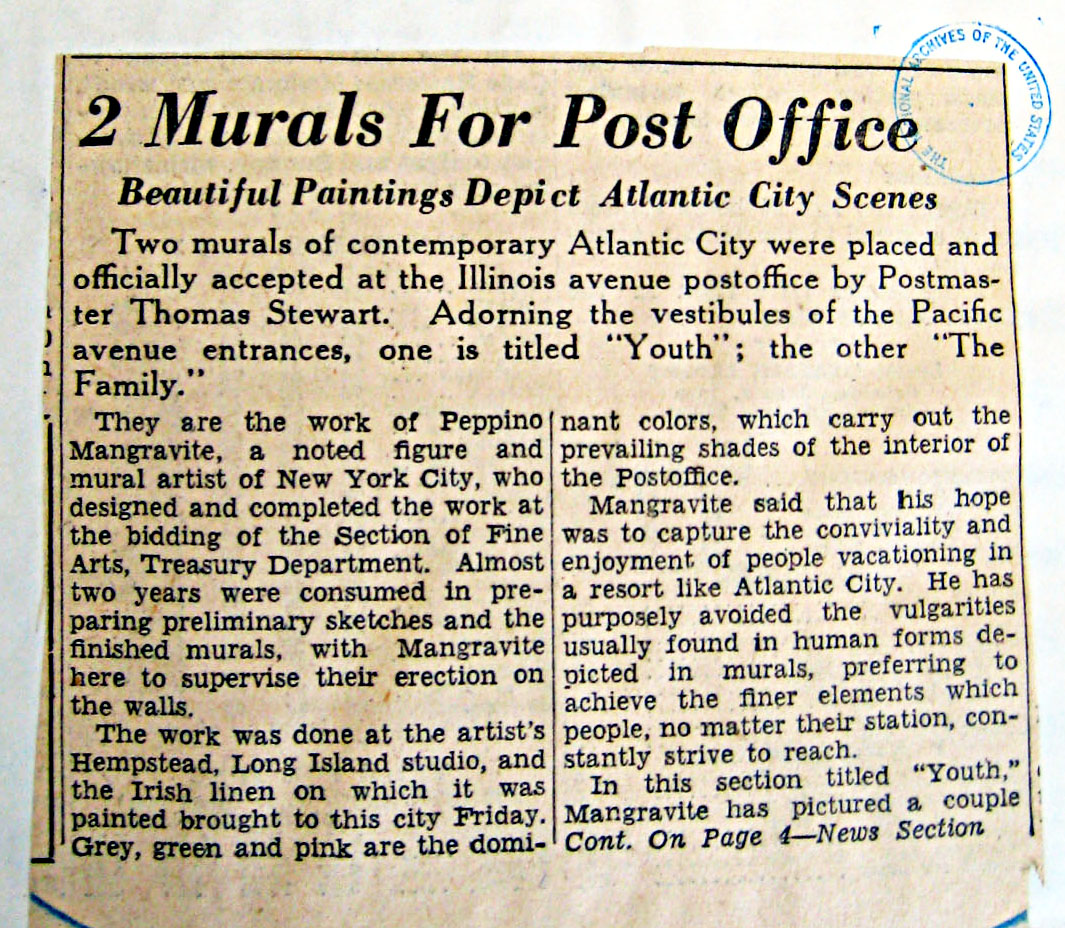 THE NATIONAL ARCHIVES OF THE UNITED STATES
2 Murals For Post Office
Beautiful Paintings Depict Atlantic City Scenes
Two murals of contemporary Atlantic City were placed and
officially accepted at the Illinois avenue postoffice by Postmas-
ter Thomas Stewart. Adorning the vestibules of the Pacific
avenue entrances, one is titled "Youth"; the other "The
Family."
They are the work of Peppino
Mangravite, a noted figure and
mural artist of New York City, who
designed and completed the work at
the bidding of the Section of Fine
Arts, Treasury Department. Almost
two years were consumed in pre-
paring preliminary sketches and the
finished murals, with Mangravite
here to supervise their erection on
the walls.
The work was done at the artist's
Hempstead, Long Island studio, and
the Irish linen on which it was
painted brought to this city Friday.
Grey, green and pink are the domi-
nant colors, which carry out the
prevailing shades of the interior of
the Postoffice.
Mangravite said that his hope
was to capture the conviviality and
enjoyment of people vacationing in
a resort like Atlantic City. He has
purposely avoided the vulgarities
usually found in human forms de-
picted in murals, preferring to
achieve the finer elements which
people, no matter their station, con-
stantly strive to reach.
In this section titled "Youth,"
Mangravite has pictured a couple
Cont. On Page 4—News Section